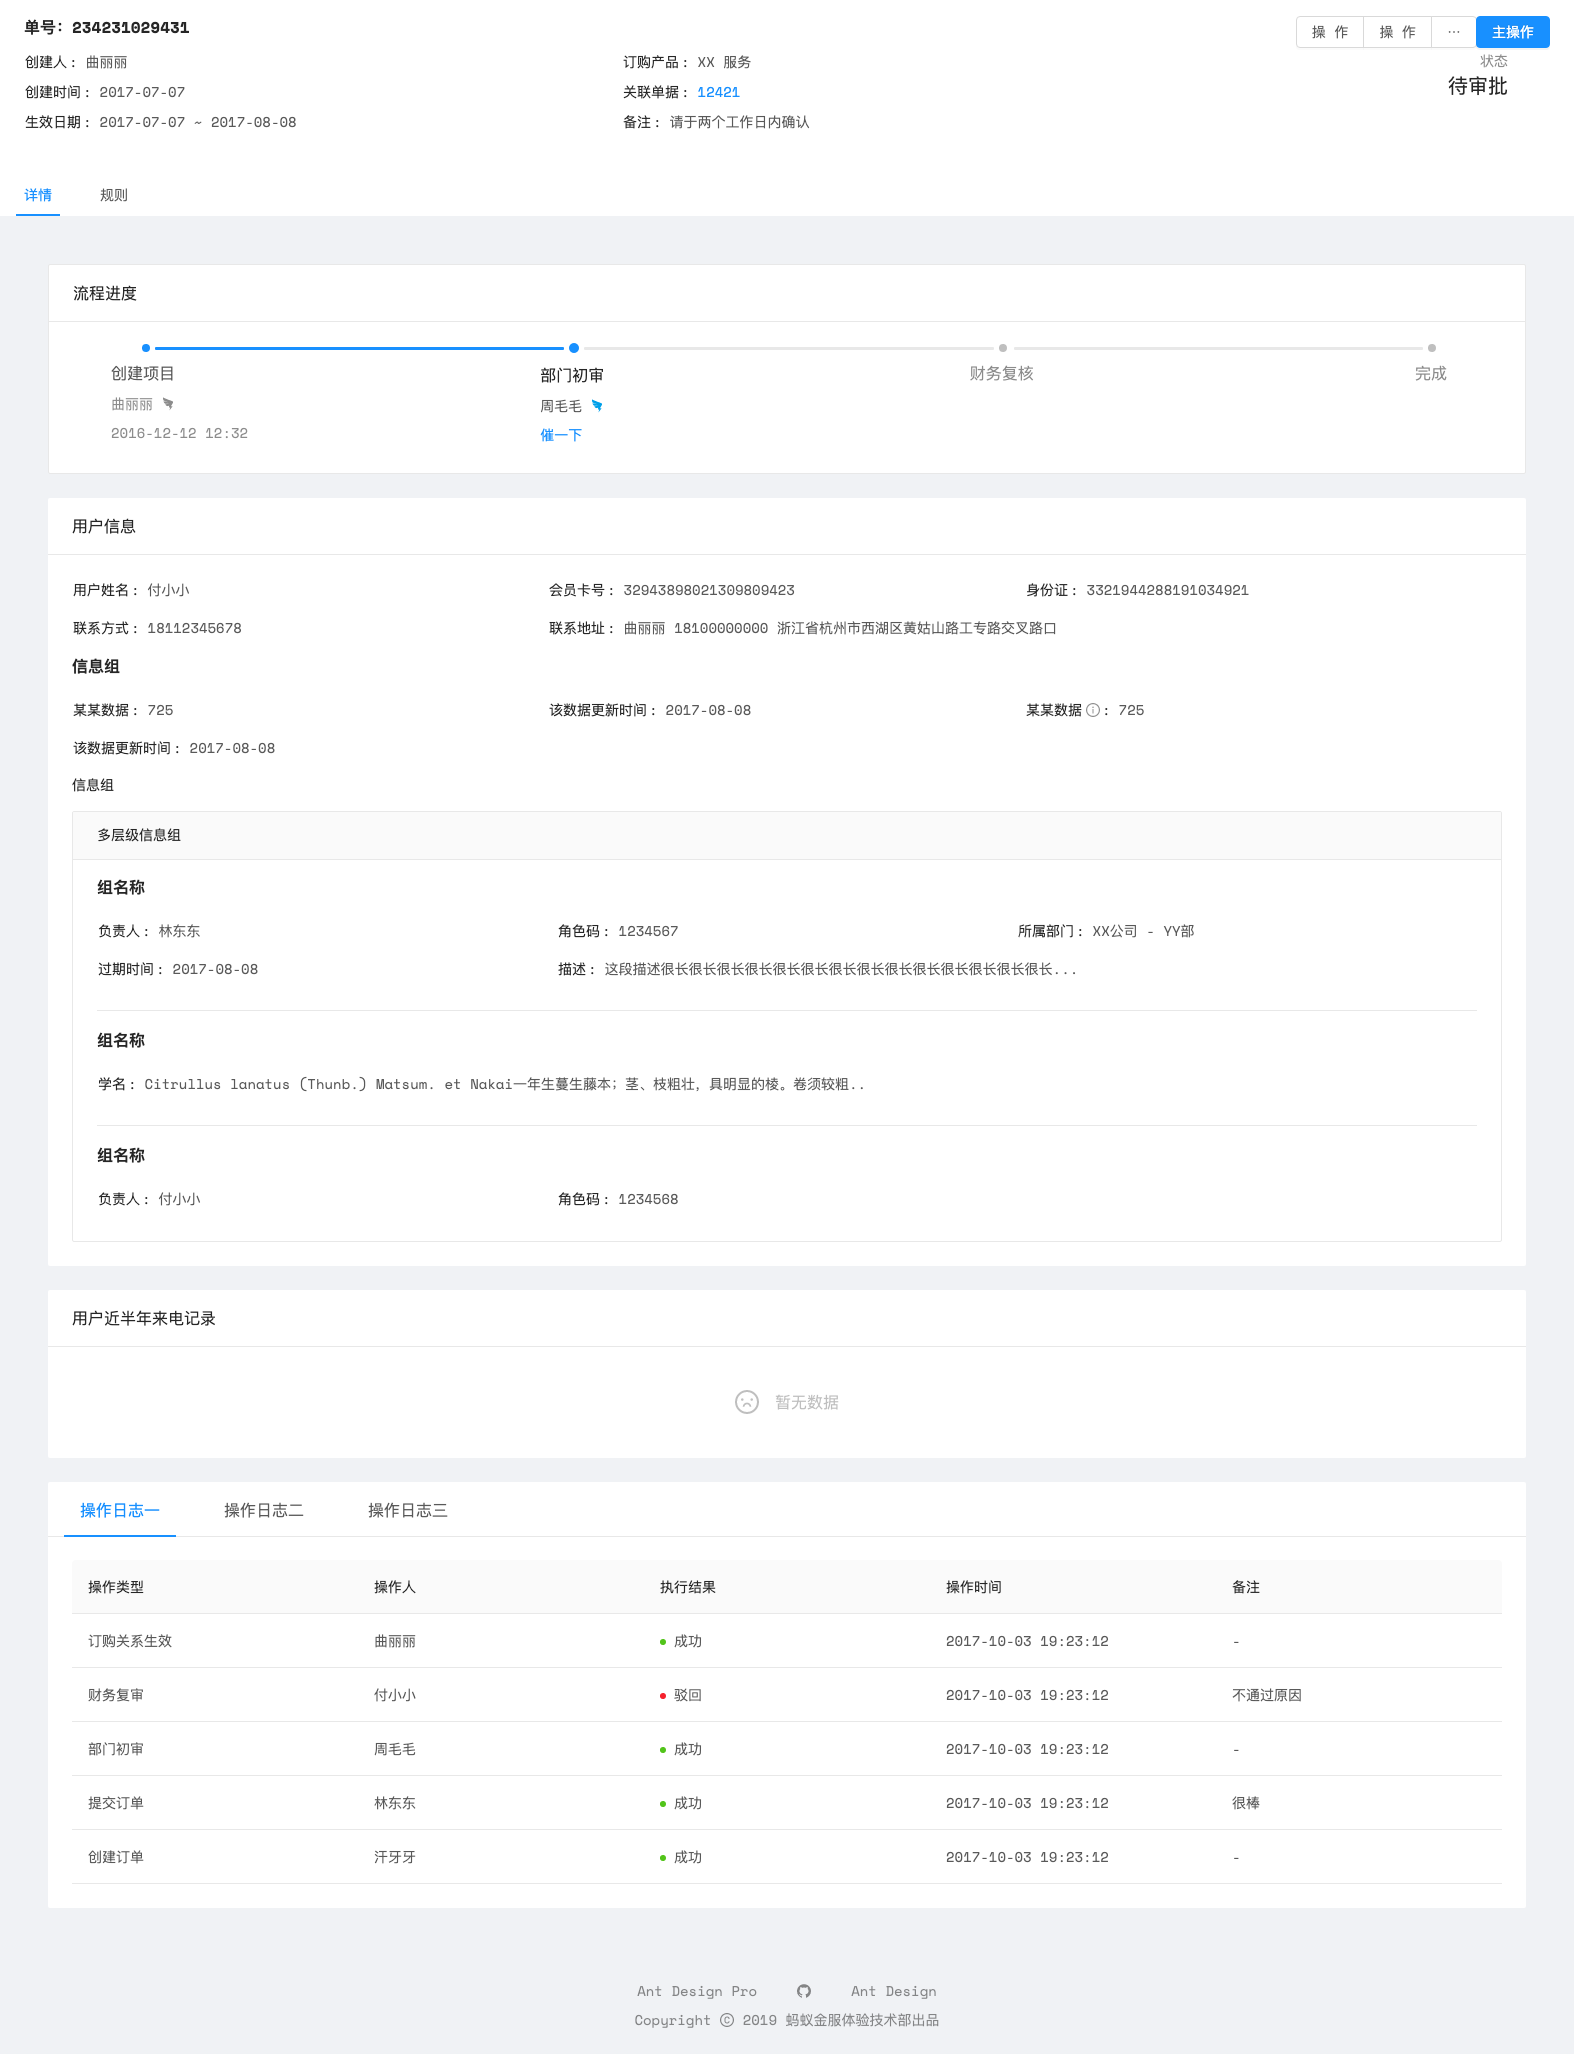 单号：234231029431
操 作 操 作 ··· 主操作
创建人： 曲丽丽 订购产品： XX 服务 状态
待审批
创建时间： 2017-07-07 关联单据： 12421
生效日期： 2017-07-07 ~ 2017-08-08 备注： 请于两个工作日内确认
详情 规则
流程进度
创建项目 部门初审 财务复核 完成
曲丽丽 周毛毛
2016-12-12 12:32 催一下
用户信息
用户姓名： 付小小 会员卡号： 32943898021309809423 身份证： 3321944288191034921
联系方式： 18112345678 联系地址： 曲丽丽 18100000000 浙江省杭州市西湖区黄姑山路工专路交叉路口
信息组
某某数据： 725 该数据更新时间： 2017-08-08 某某数据 ： 725
该数据更新时间： 2017-08-08
信息组
多层级信息组
组名称
负责人： 林东东 角色码： 1234567 所属部门： XX公司 - YY部
过期时间： 2017-08-08 描述： 这段描述很长很长很长很长很长很长很长很长很长很长很长很长很长很长...
组名称
学名： Citrullus lanatus (Thunb.) Matsum. et Nakai一年生蔓生藤本；茎、枝粗壮，具明显的棱。卷须较粗..
组名称
负责人： 付小小 角色码： 1234568
用户近半年来电记录
暂无数据
操作日志一 操作日志二 操作日志三
操作类型 操作人 执行结果 操作时间 备注
订购关系生效 曲丽丽 成功 2017-10-03 19:23:12 -
财务复审 付小小 驳回 2017-10-03 19:23:12 不通过原因
部门初审 周毛毛 成功 2017-10-03 19:23:12 -
提交订单 林东东 成功 2017-10-03 19:23:12 很棒
创建订单 汗牙牙 成功 2017-10-03 19:23:12 -
Ant Design Pro Ant Design
Copyright © 2019 蚂蚁金服体验技术部出品